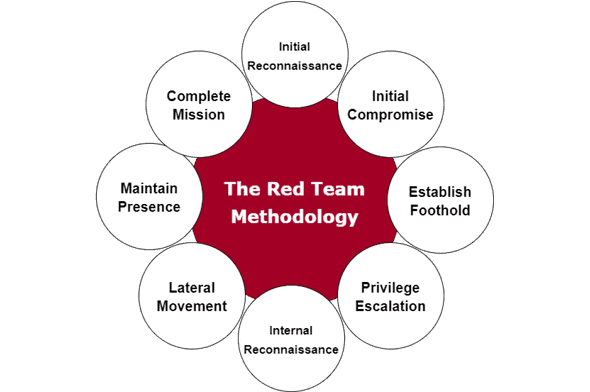 Initial
Reconnaissance
Initial
Compromise
Establish
Foothold
Privilege
Escalation
Internal
Reconnaissance
Lateral
Movement
Maintain
Presence
Complete
Mission
The Red Team
Methodology